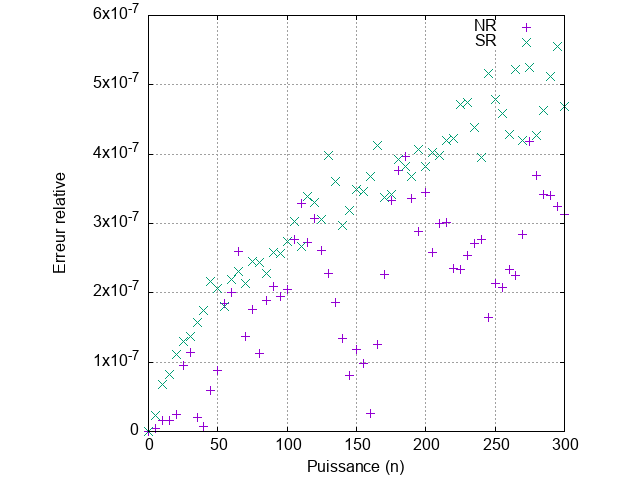 6x10⁻⁷
5x10⁻⁷
4x10⁻⁷
3x10⁻⁷
2x10⁻⁷
1x10⁻⁷
0
NR
SR
Erreur relative
0 50 100 150 200 250 300
Puissance (n)